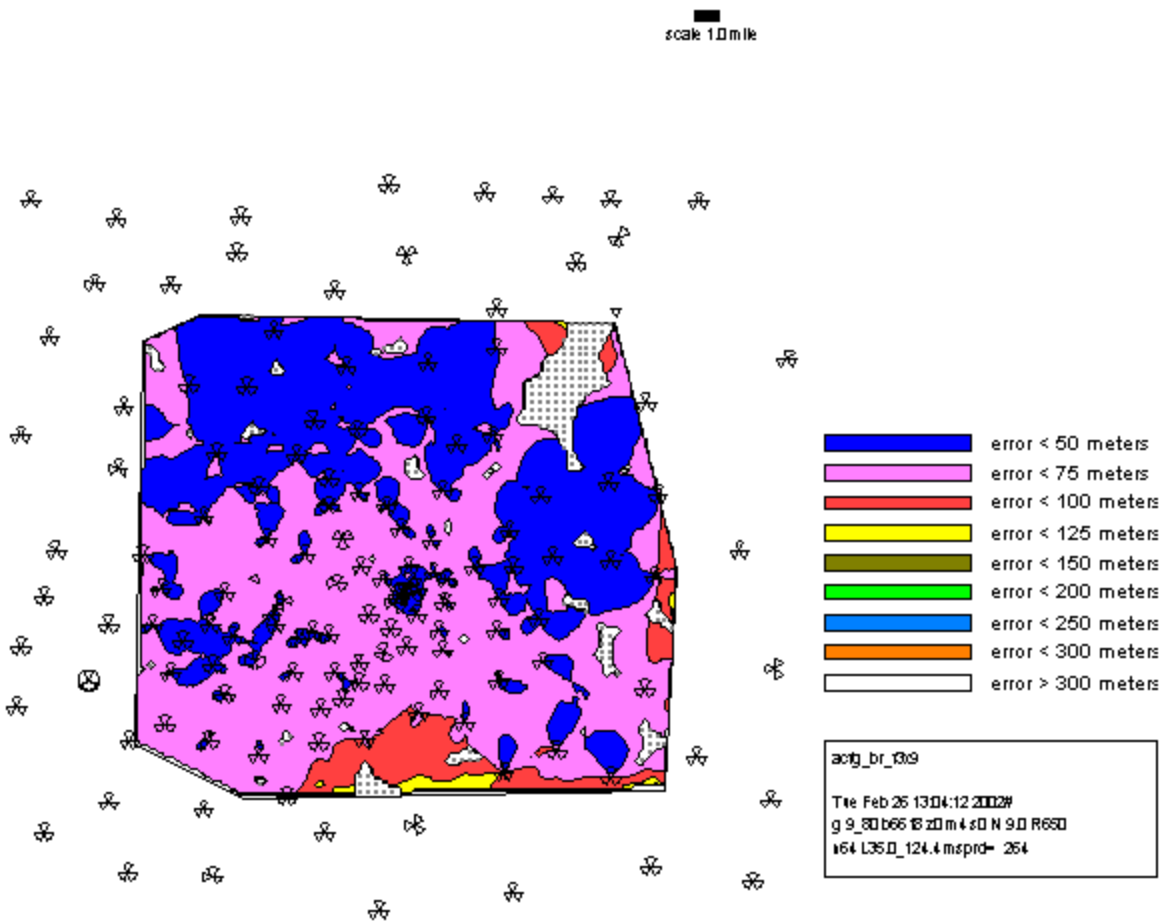 scale 1.0 mile
error < 50 meters
error < 75 meters
error < 100 meters
error < 125 meters
error < 150 meters
error < 200 meters
error < 250 meters
error < 300 meters
error > 300 meters
Tue Feb 26 13:04:12 2002#